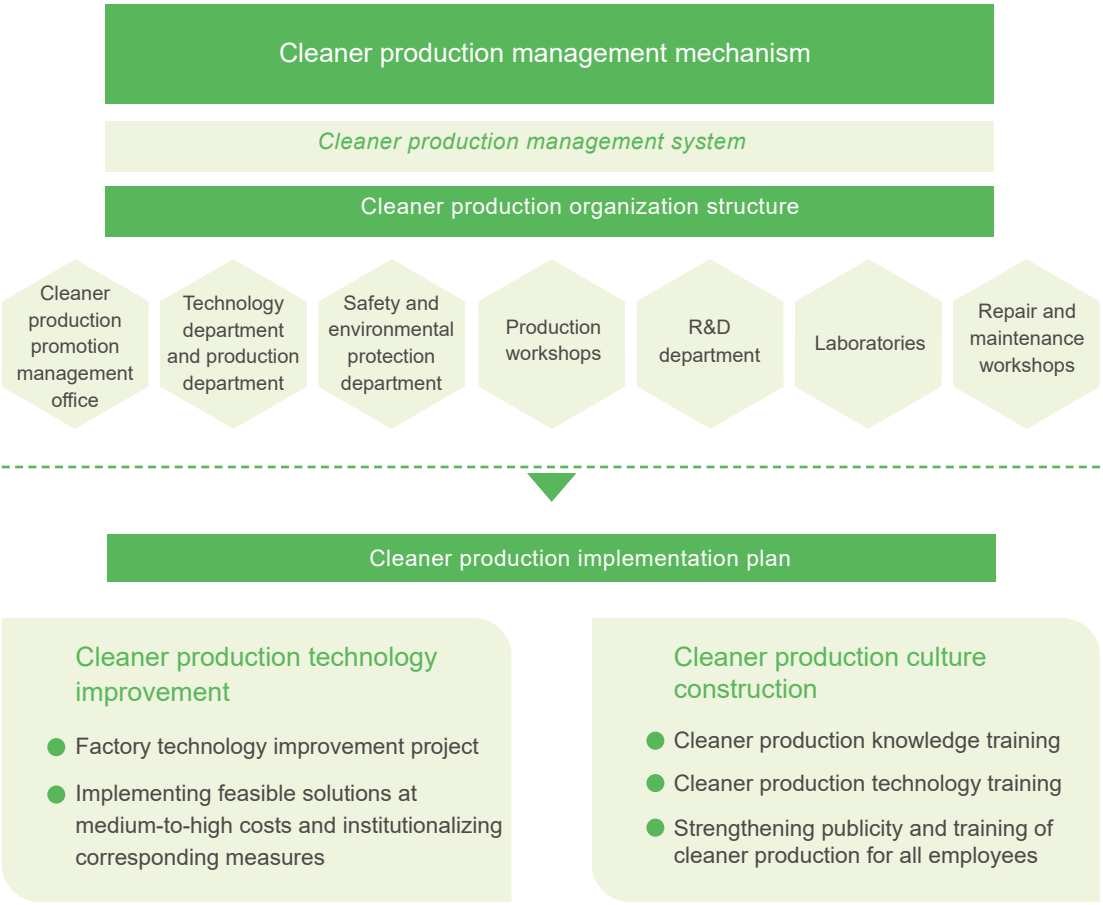 Cleaner production management mechanism
Cleaner production management system
Cleaner production organization structure
Cleaner
production
promotion
management
office
Technology
department
and production
department
Safety and
environmental
protection
department
Production
workshops
R&D
department
Laboratories
Repair and
maintenance
workshops
Cleaner production implementation plan
Cleaner production technology
improvement
Factory technology improvement project
Implementing feasible solutions at
medium-to-high costs and institutionalizing
corresponding measures
Cleaner production culture
construction
Cleaner production knowledge training
Cleaner production technology training
Strengthening publicity and training of
cleaner production for all employees